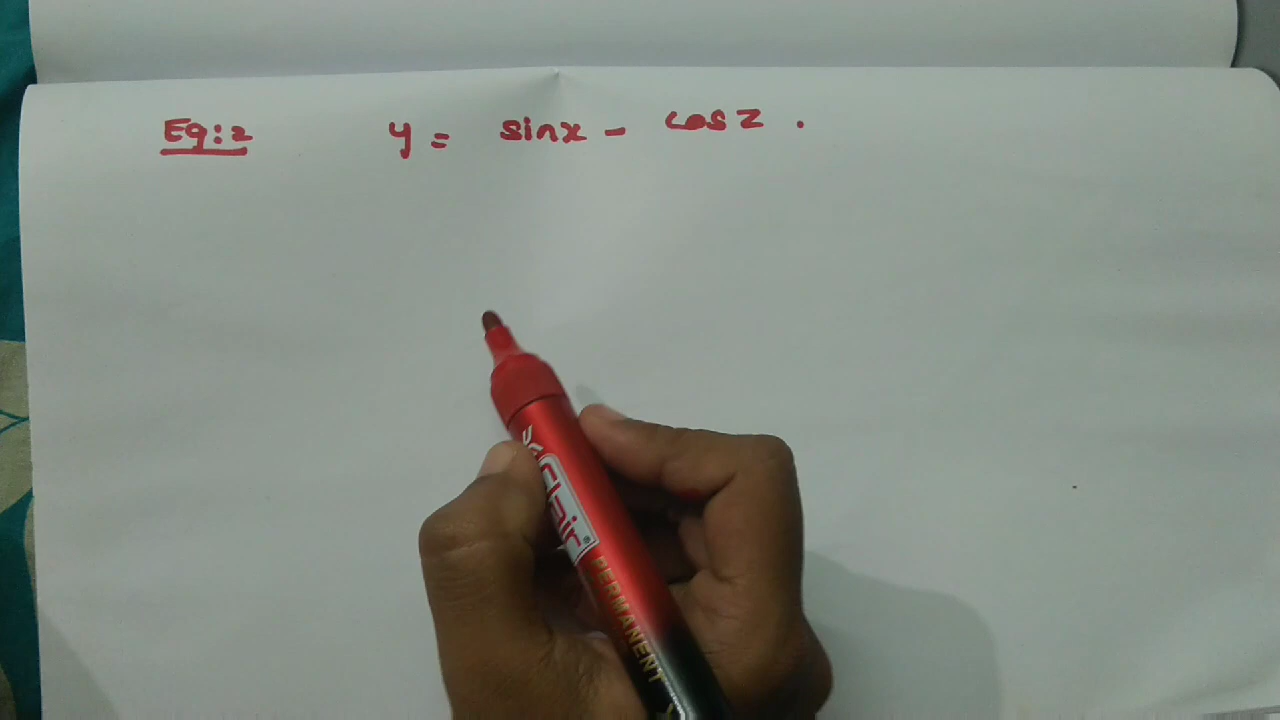 Eg:2 y = sinx - cosz .
PERMANENT